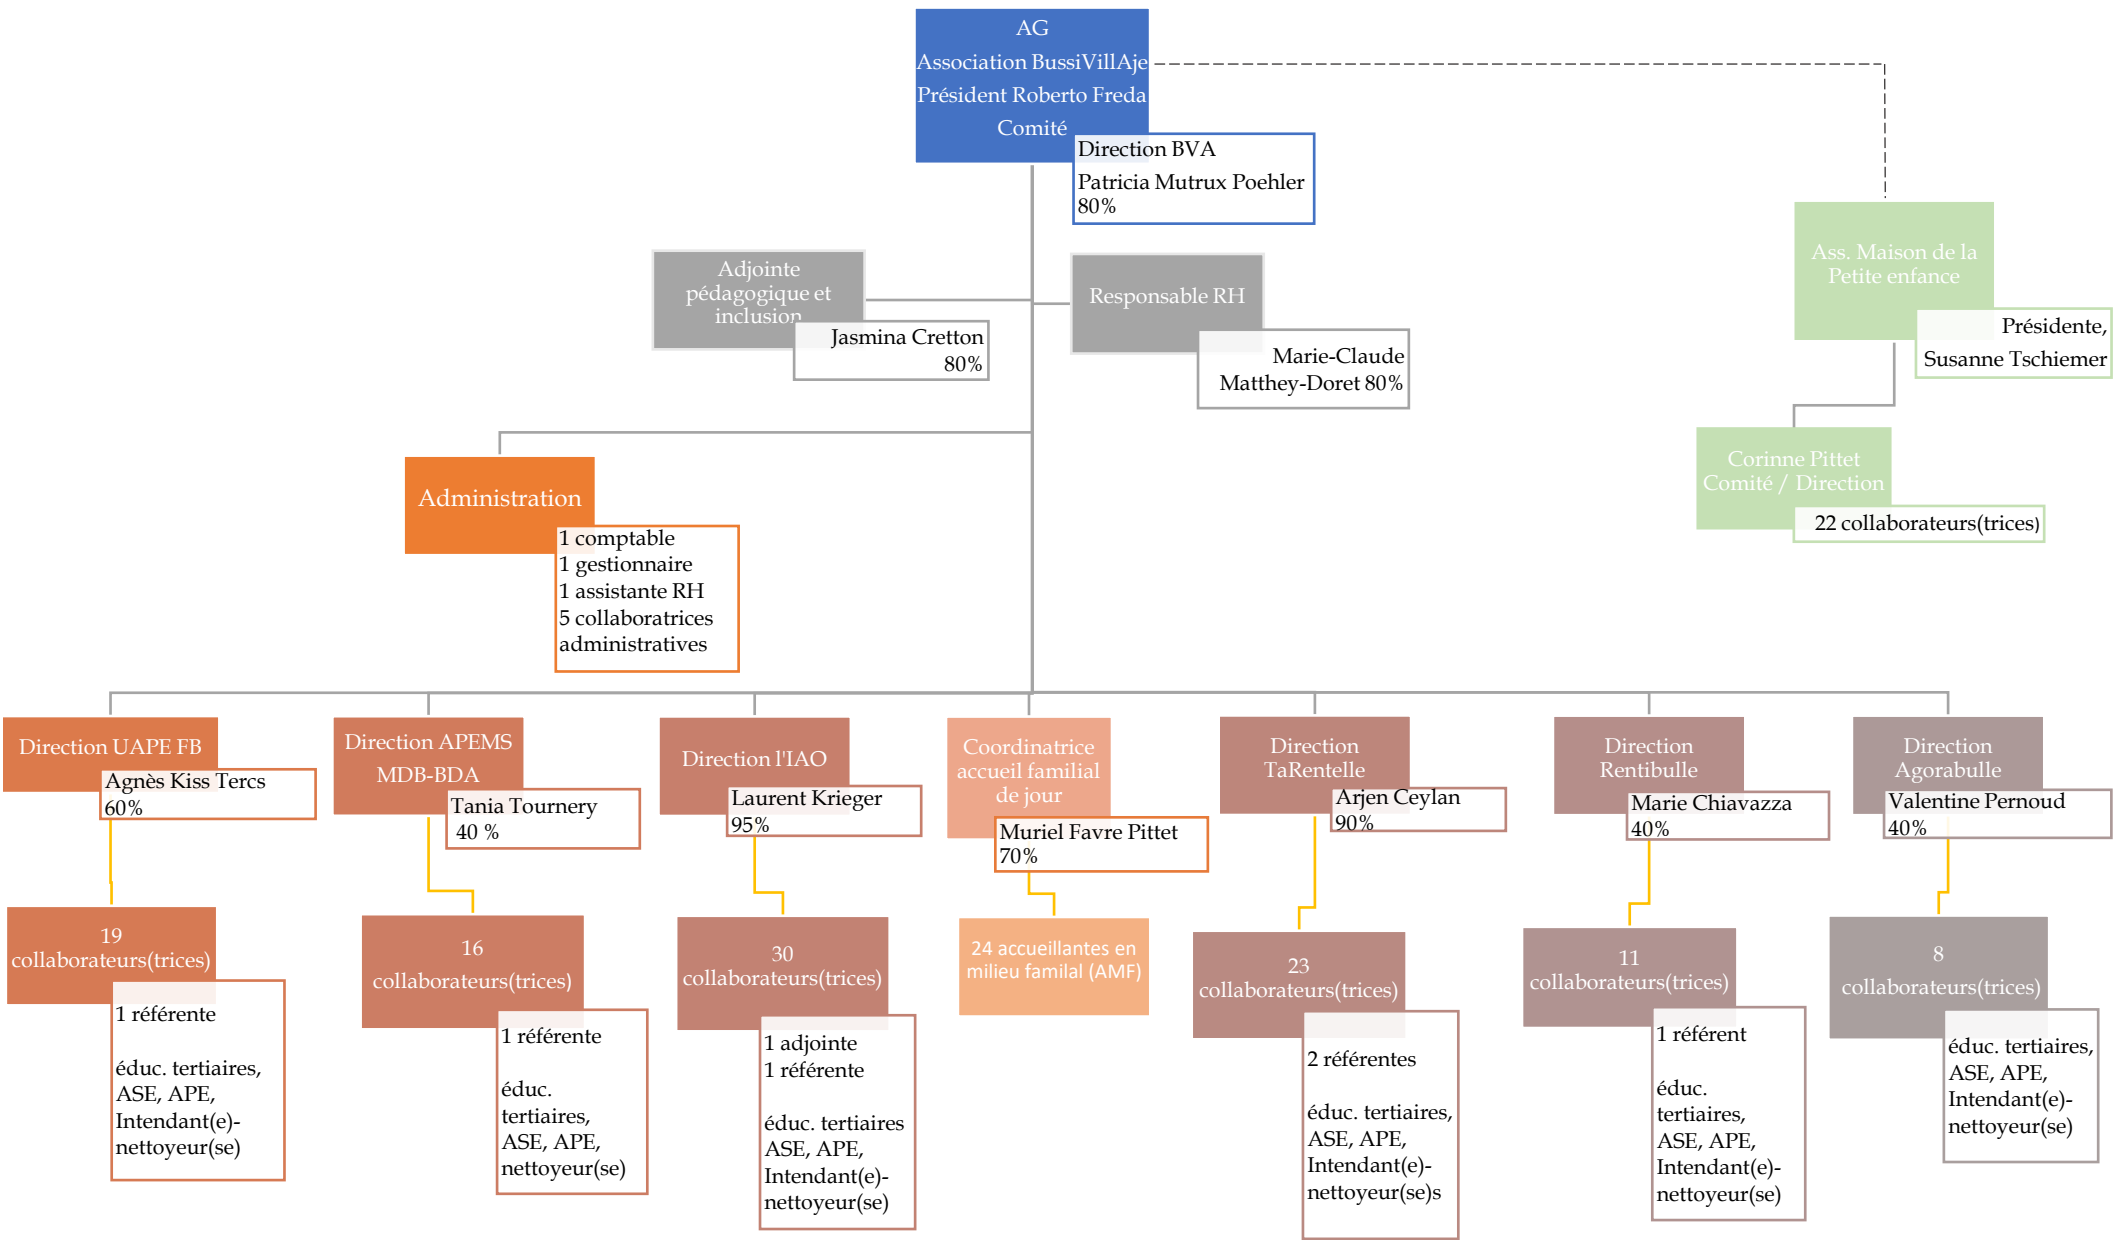 AG
Association BussiVillAje
Président Roberto Freda
Comité
Direction BVA
Patricia Mutrux Poehler
80%
Adjointe
pédagogique et
inclusion
Jasmina Cretton
80%
Responsable RH
Marie-Claude
Matthey-Doret 80%
Ass. Maison de la
Petite enfance
Présidente,
Susanne Tschiemer
Corinne Pittet
Comité / Direction
22 collaborateurs(trices)
Administration
1 comptable
1 gestionnaire
1 assistante RH
5 collaboratrices
administratives
Direction UAPE FB
Agnès Kiss Tercs
60%
Direction APEMS
MDB-BDA
Tania Tournery
40 %
Direction l'IAO
Laurent Krieger
95%
Coordinatrice
accueil familial
de jour
Muriel Favre Pittet
70%
Direction
TaRentelle
Arjen Ceylan
90%
Direction
Rentibulle
Marie Chiavazza
40%
Direction
Agorabulle
Valentine Pernoud
40%
19
collaborateurs(trices)
1 référente
éduc. tertiaires,
ASE, APE,
Intendant(e)-
nettoyeur(se)
16
collaborateurs(trices)
1 référente
éduc.
tertiaires,
ASE, APE,
nettoyeur(se)
30
collaborateurs(trices)
1 adjointe
1 référente
éduc. tertiaires
ASE, APE,
Intendant(e)-
nettoyeur(se)
24 accueillantes en
milieu familal (AMF)
23
collaborateurs(trices)
2 référentes
éduc. tertiaires,
ASE, APE,
Intendant(e)-
nettoyeur(se)s
11
collaborateurs(trices)
1 référent
éduc.
tertiaires,
ASE, APE,
Intendant(e)-
nettoyeur(se)
8
collaborateurs(trices)
éduc. tertiaires,
ASE, APE,
Intendant(e)-
nettoyeur(se)